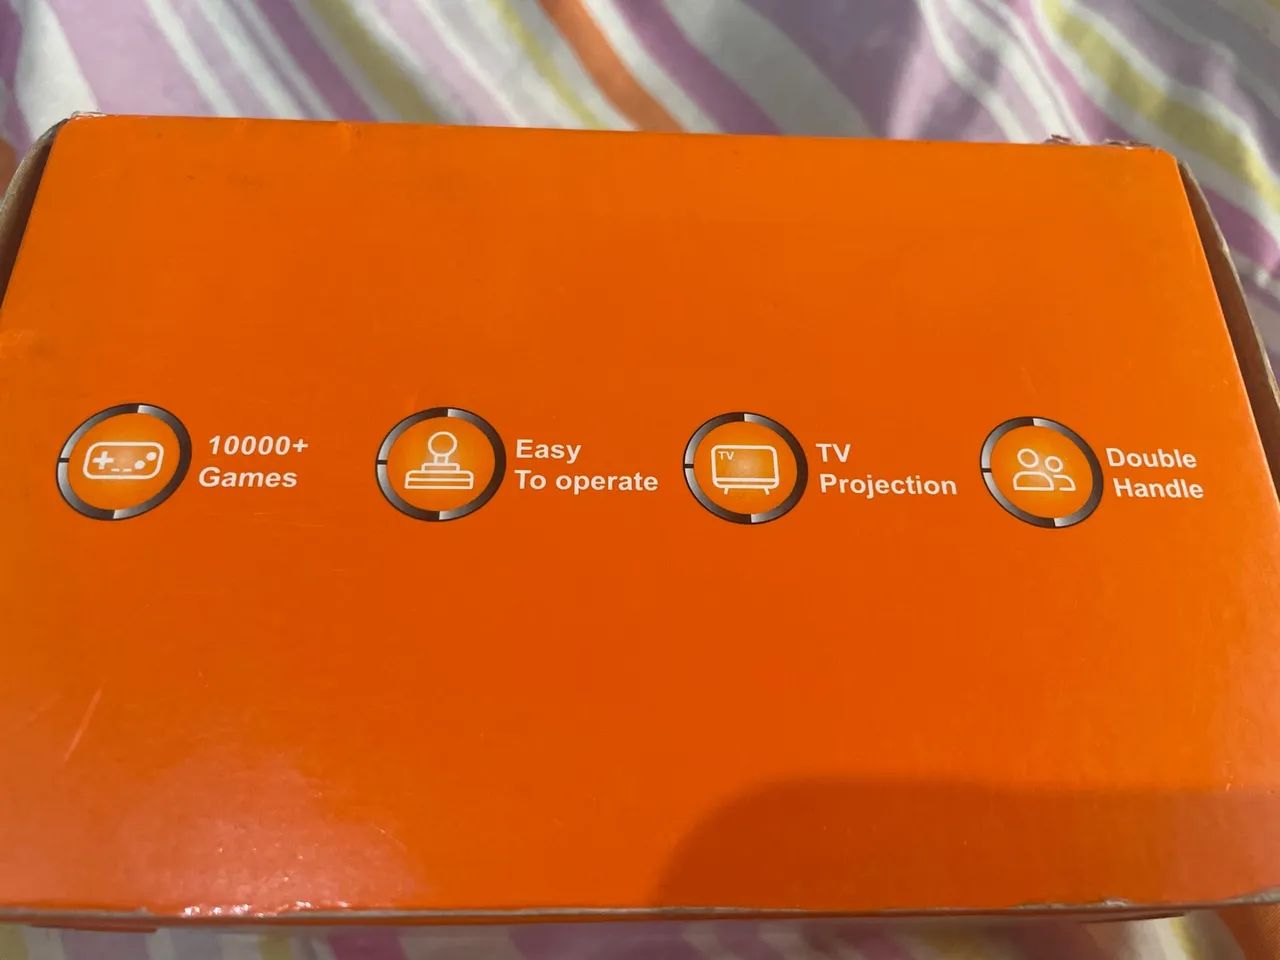 10000+
Games
Easy
To operate
TV
TV
Projection
Double
Handle